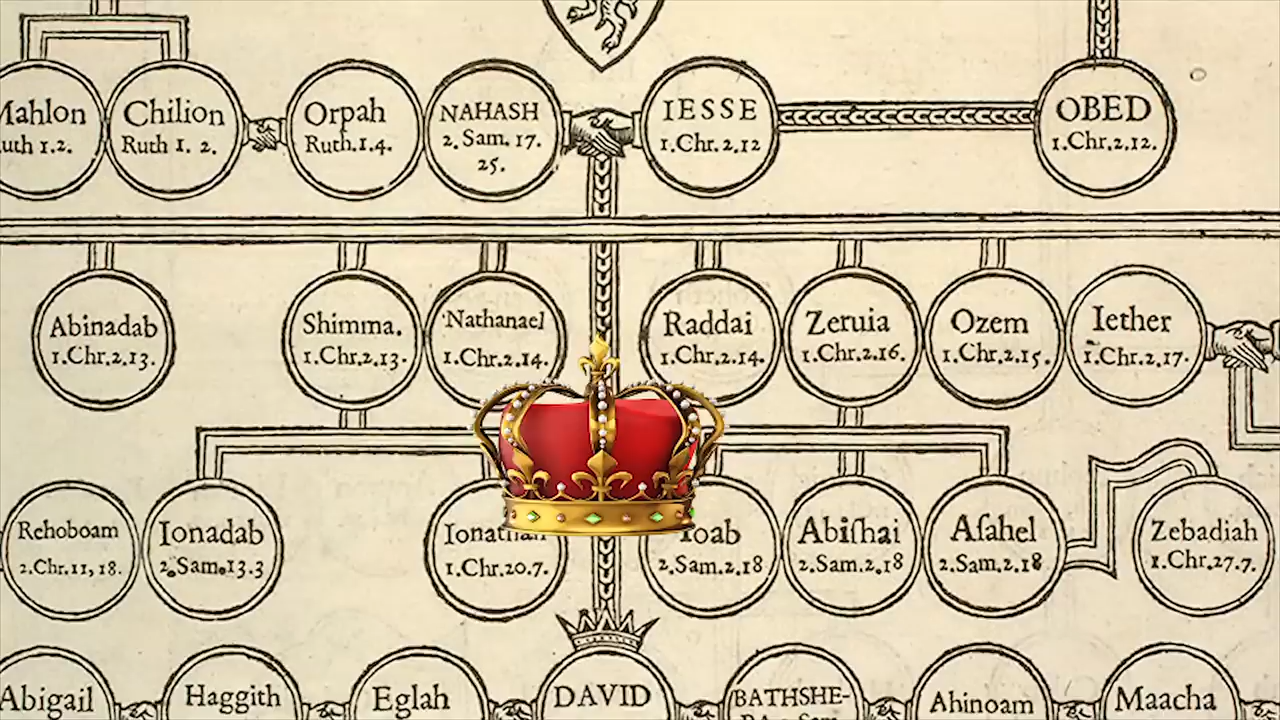 Mahlon
Ruth 1.2.
Chilion
Ruth 1. 2.
Orpah
Ruth.1.4.
NAHASH
2. Sam. 17.
25.
IESSE
1.Chr.2.12
OBED
1.Chr.2.12.
Abinadab
1.Chr.2.13.
Shimma.
1.Chr.2.13.
Nathanael
1.Chr.2.14.
Raddai
1.Chr.2.14.
Zeruia
1.Chr.2.16.
Ozem
1.Chr.2.15.
Iether
1.Chr.2.17.
Rehoboam
2.Chr.11, 18.
Ionadab
2.Sam.13.3
Ionathan
1.Chr.20.7.
Ioab
2.Sam.2.18
Abiſhai
2.Sam.2.18
Aſahel
2.Sam.2.18
Zebadiah
1.Chr.27.7.
Abigail
Haggith
Eglah
DAVID
BATHSHE-
Ahinoam
Maacha